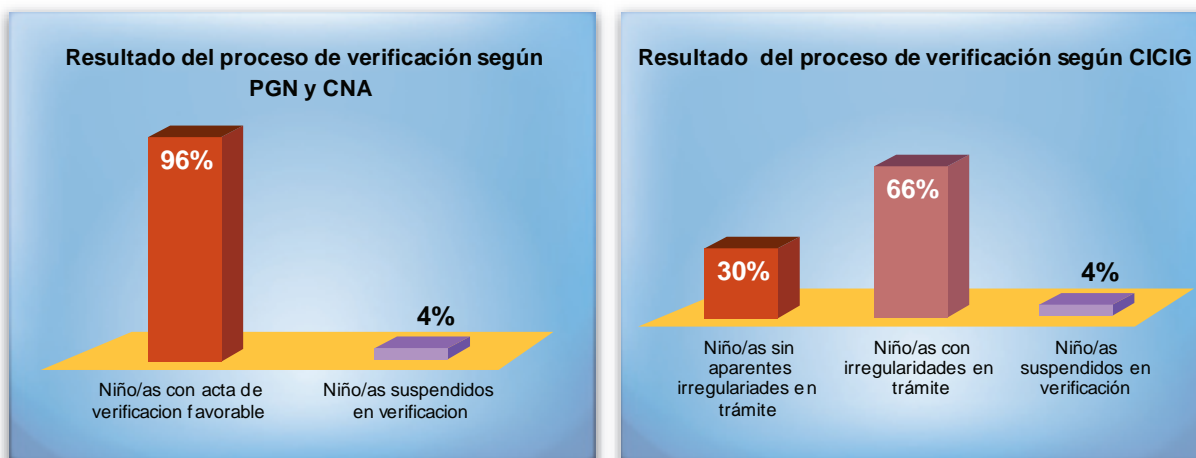 Resultado del proceso de verificación según
PGN y CNA
96%
4%
Niño/as con acta de
verificacion favorable
Niño/as suspendidos
en verificacion
Resultado del proceso de verificación según CICIG
30%
66%
4%
Niño/as sin
aparentes
irregulariades en
trámite
Niño/as con
irregularidades en
trámite
Niño/as
suspendidos en
verificación